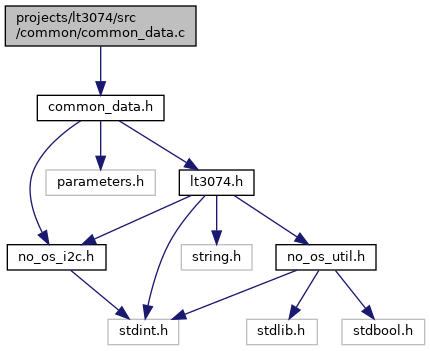 projects/lt3074/src
/common/common_data.c
common_data.h
parameters.h
lt3074.h
no_os_i2c.h
string.h
no_os_util.h
stdint.h
stdlib.h
stdbool.h